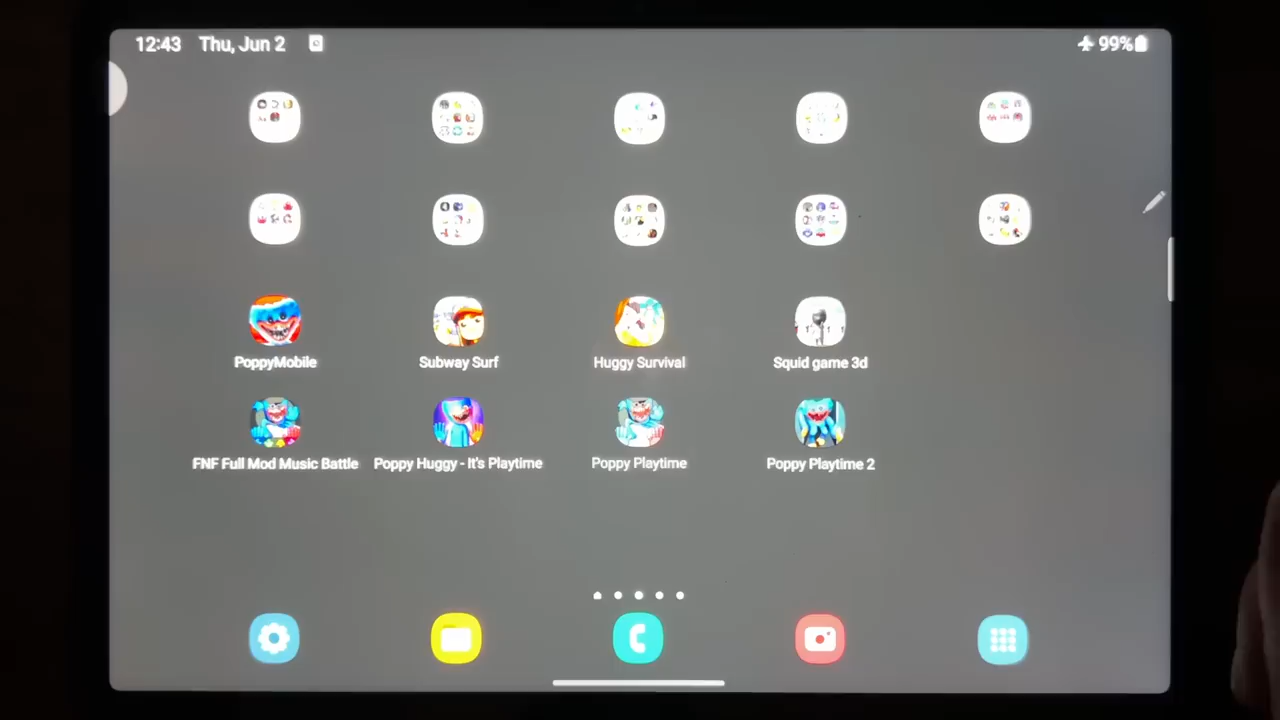 12:43 Thu, Jun 2 99%
PoppyMobile Subway Surf Huggy Survival Squid game 3d
FNF Full Mod Music Battle Poppy Huggy - It's Playtime Poppy Playtime Poppy Playtime 2